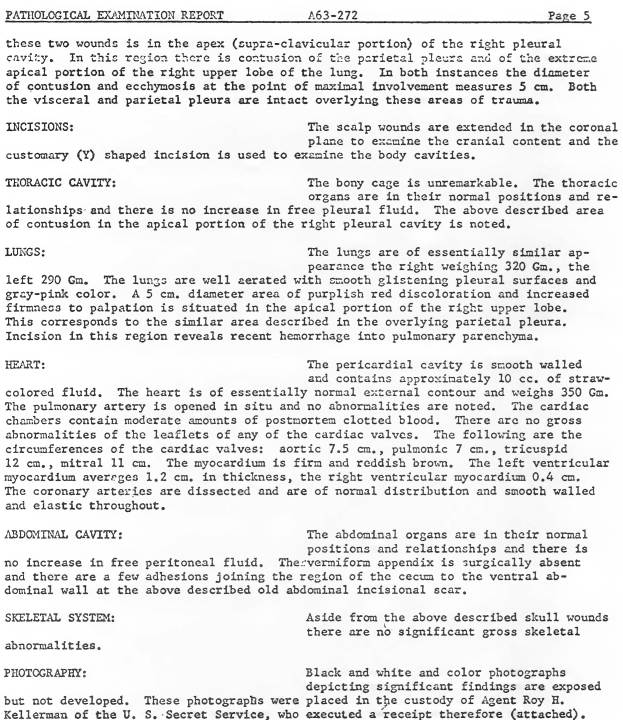 PATHOLOGICAL EXAMINATION REPORT A63-272 Page 5
these two wounds is in the apex (supra-clavicular portion) of the right pleural
cavity. In this region there is contusion of the parietal pleura and of the extreme
apical portion of the right upper lobe of the lung. In both instances the diameter
of contusion and ecchymosis at the point of maximal involvement measures 5 cm. Both
the visceral and parietal pleura are intact overlying these areas of trauma.
INCISIONS: The scalp wounds are extended in the coronal
plane to examine the cranial content and the
customary (Y) shaped incision is used to examine the body cavities.
THORACIC CAVITY: The bony cage is unremarkable. The thoracic
organs are in their normal positions and re-
lationships and there is no increase in free pleural fluid. The above described area
of contusion in the apical portion of the right pleural cavity is noted.
LUNGS: The lungs are of essentially similar ap-
pearance the right weighing 320 Gm., the
left 290 Gm. The lungs are well aerated with smooth glistening pleural surfaces and
gray-pink color. A 5 cm. diameter area of purplish red discoloration and increased
firmness to palpation is situated in the apical portion of the right upper lobe.
This corresponds to the similar area described in the overlying parietal pleura.
Incision in this region reveals recent hemorrhage into pulmonary parenchyma.
HEART: The pericardial cavity is smooth walled
and contains approximately 10 cc. of straw-
colored fluid. The heart is of essentially normal external contour and weighs 350 Gm.
The pulmonary artery is opened in situ and no abnormalities are noted. The cardiac
chambers contain moderate amounts of postmortem clotted blood. There are no gross
abnormalities of the leaflets of any of the cardiac valves. The following are the
circumferences of the cardiac valves: aortic 7.5 cm., pulmonic 7 cm., tricuspid
12 cm., mitral 11 cm. The myocardium is firm and reddish brown. The left ventricular
myocardium averages 1.2 cm. in thickness, the right ventricular myocardium 0.4 cm.
The coronary arteries are dissected and are of normal distribution and smooth walled
and elastic throughout.
ABDOMINAL CAVITY: The abdominal organs are in their normal
positions and relationships and there is
no increase in free peritoneal fluid. The vermiform appendix is surgically absent
and there are a few adhesions joining the region of the cecum to the ventral ab-
dominal wall at the above described old abdominal incisional scar.
SKELETAL SYSTEM: Aside from the above described skull wounds
there are no significant gross skeletal
abnormalities.
PHOTOGRAPHY: Black and white and color photographs
depicting significant findings are exposed
but not developed. These photographs were placed in the custody of Agent Roy H.
Kellerman of the U. S. Secret Service, who executed a receipt therefore (attached).